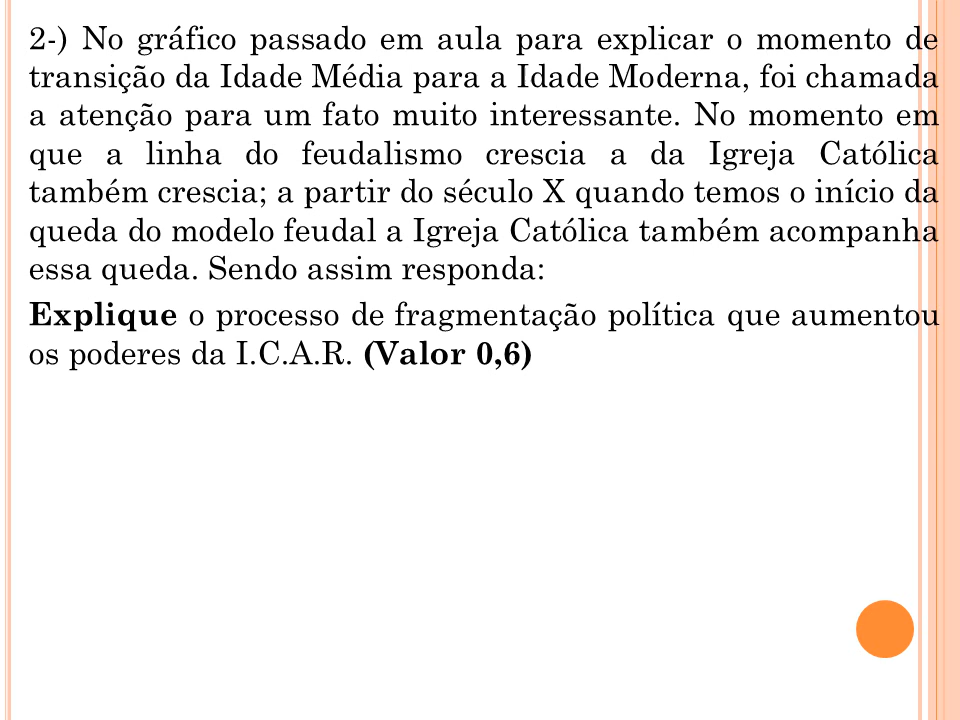 2-) No gráfico passado em aula para explicar o momento de
transição da Idade Média para a Idade Moderna, foi chamada
a atenção para um fato muito interessante. No momento em
que a linha do feudalismo crescia a da Igreja Católica
também crescia; a partir do século X quando temos o início da
queda do modelo feudal a Igreja Católica também acompanha
essa queda. Sendo assim responda:
Explique o processo de fragmentação política que aumentou
os poderes da I.C.A.R. (Valor 0,6)